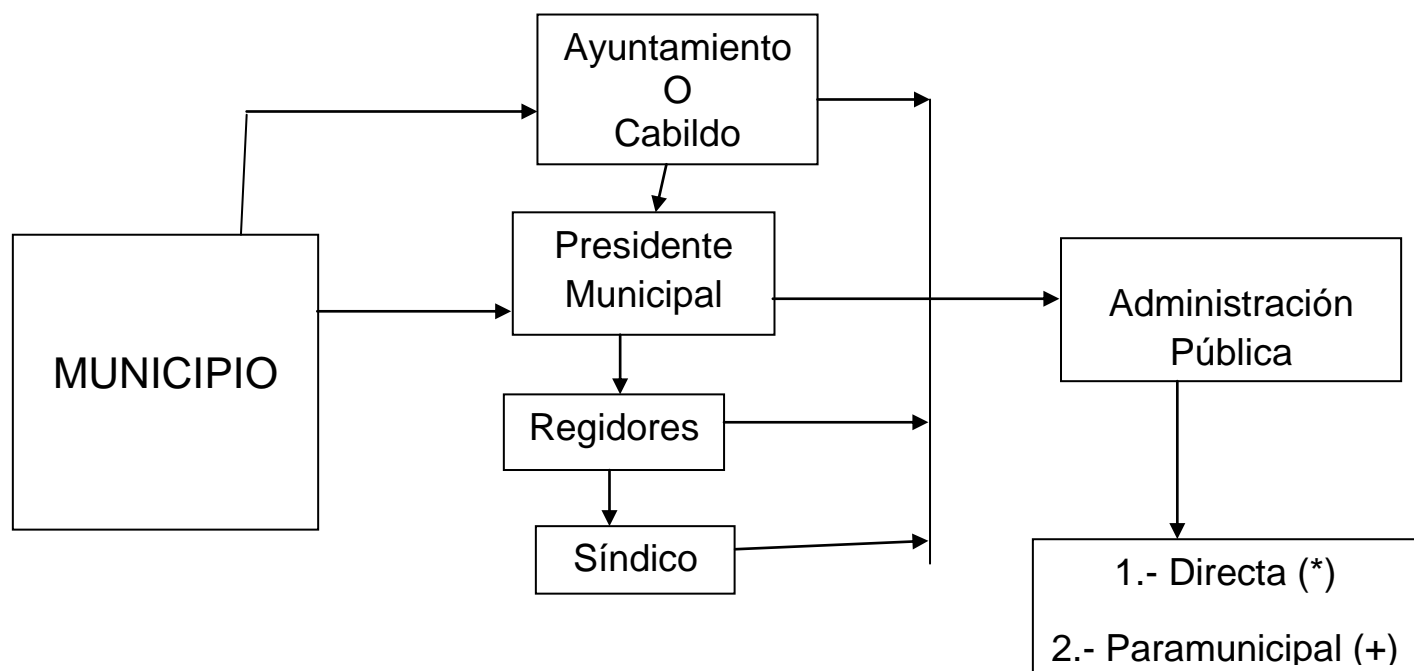 Ayuntamiento
O
Cabildo
Presidente
Municipal
MUNICIPIO
Regidores
Síndico
Administración
Pública
1.- Directa (*)
2.- Paramunicipal (+)